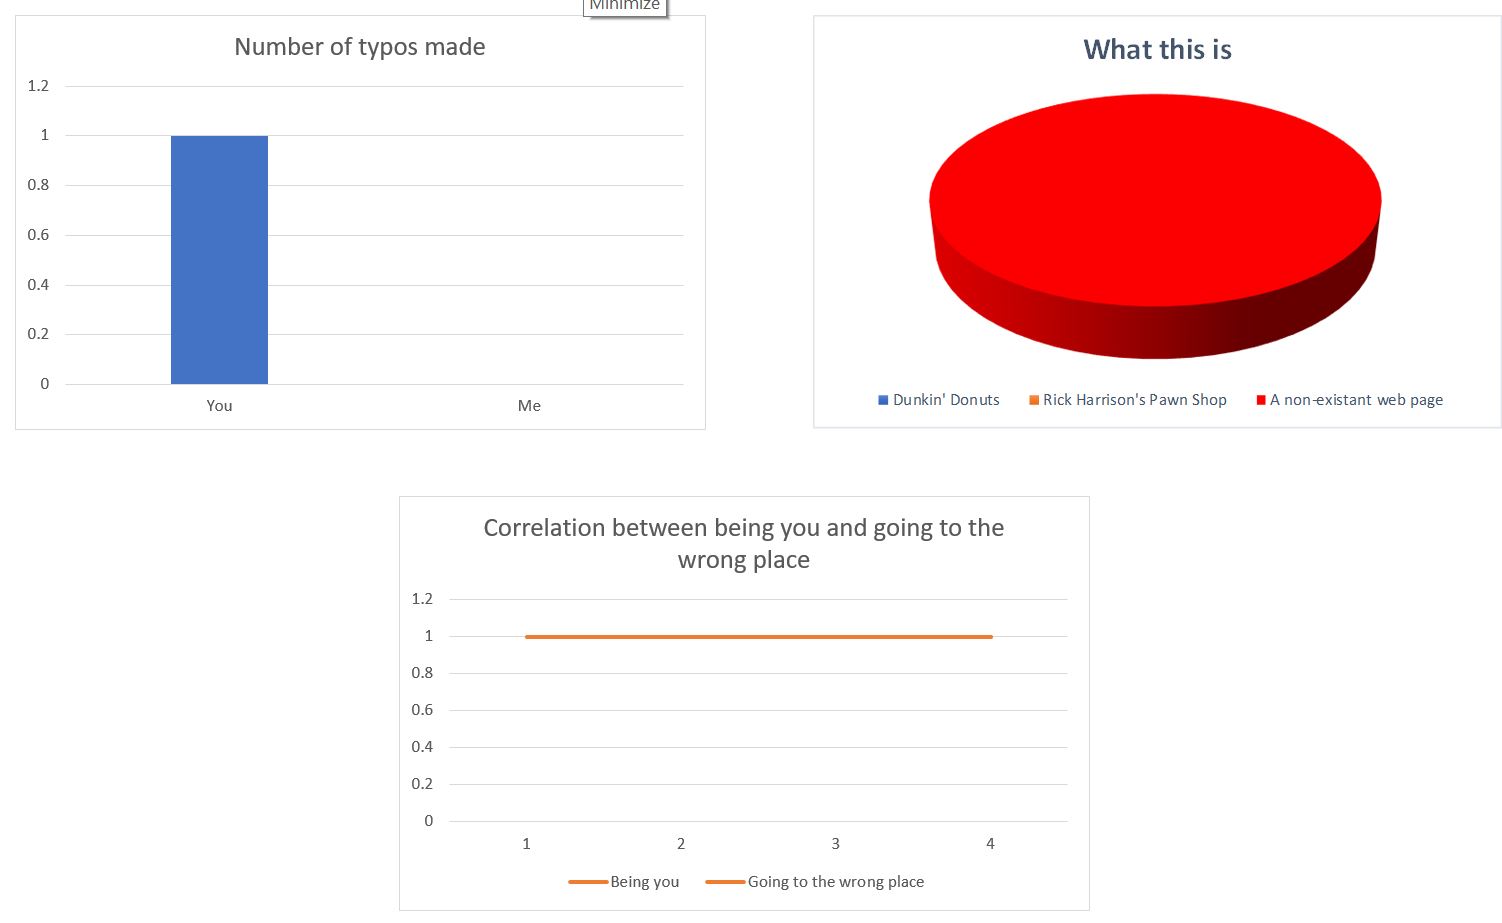 Minimize
Number of typos made
1.2
1
0.8
0.6
0.4
0.2
0
You Me
What this is
Dunkin' Donuts Rick Harrison's Pawn Shop A non-existant web page
Correlation between being you and going to the
wrong place
1.2
1
0.8
0.6
0.4
0.2
0
1 2 3 4
Being you Going to the wrong place